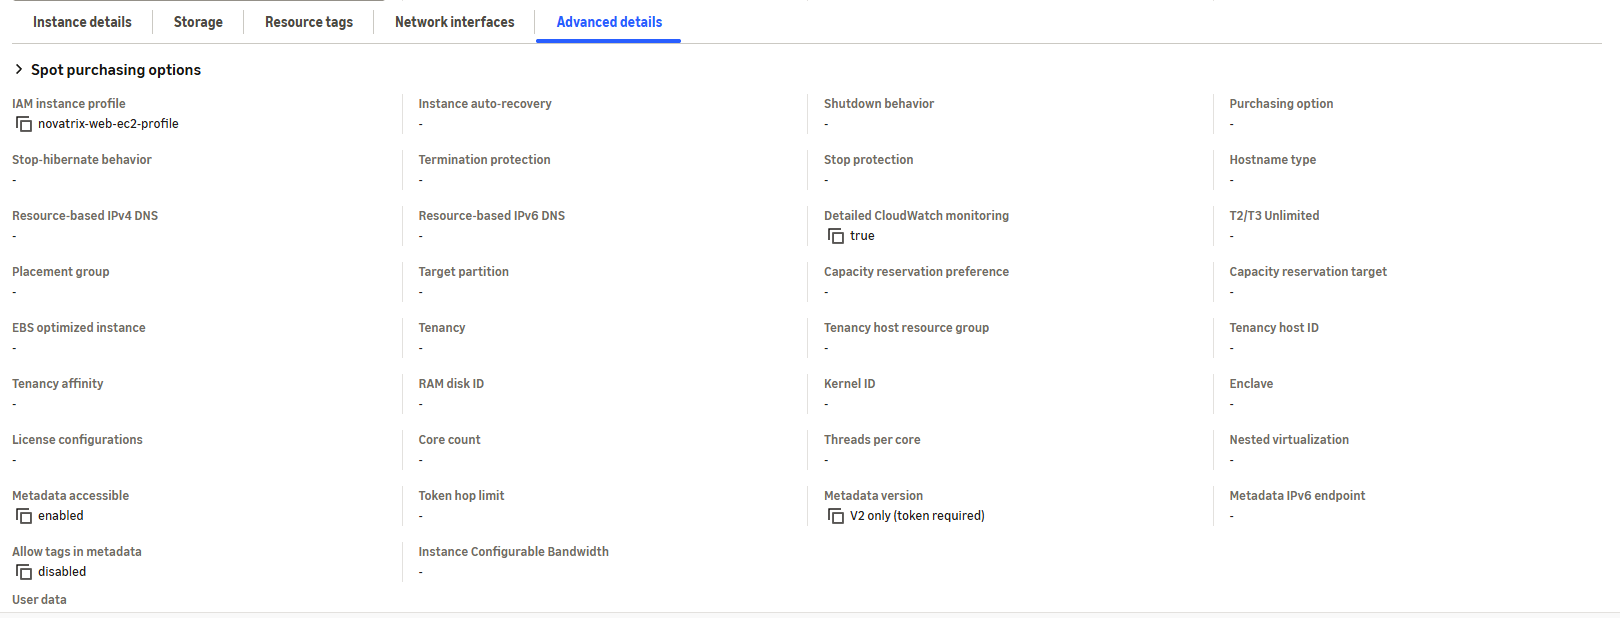 Instance details Storage Resource tags Network interfaces Advanced details
Spot purchasing options
IAM instance profile Instance auto-recovery Shutdown behavior Purchasing option
novatrix-web-ec2-profile - - -
Stop-hibernate behavior Termination protection Stop protection Hostname type
- - - -
Resource-based IPv4 DNS Resource-based IPv6 DNS Detailed CloudWatch monitoring T2/T3 Unlimited
- - true -
Placement group Target partition Capacity reservation preference Capacity reservation target
- - - -
EBS optimized instance Tenancy Tenancy host resource group Tenancy host ID
- - - -
Tenancy affinity RAM disk ID Kernel ID Enclave
- - - -
License configurations Core count Threads per core Nested virtualization
- - - -
Metadata accessible Token hop limit Metadata version Metadata IPv6 endpoint
enabled - V2 only (token required) -
Allow tags in metadata Instance Configurable Bandwidth
disabled -
User data